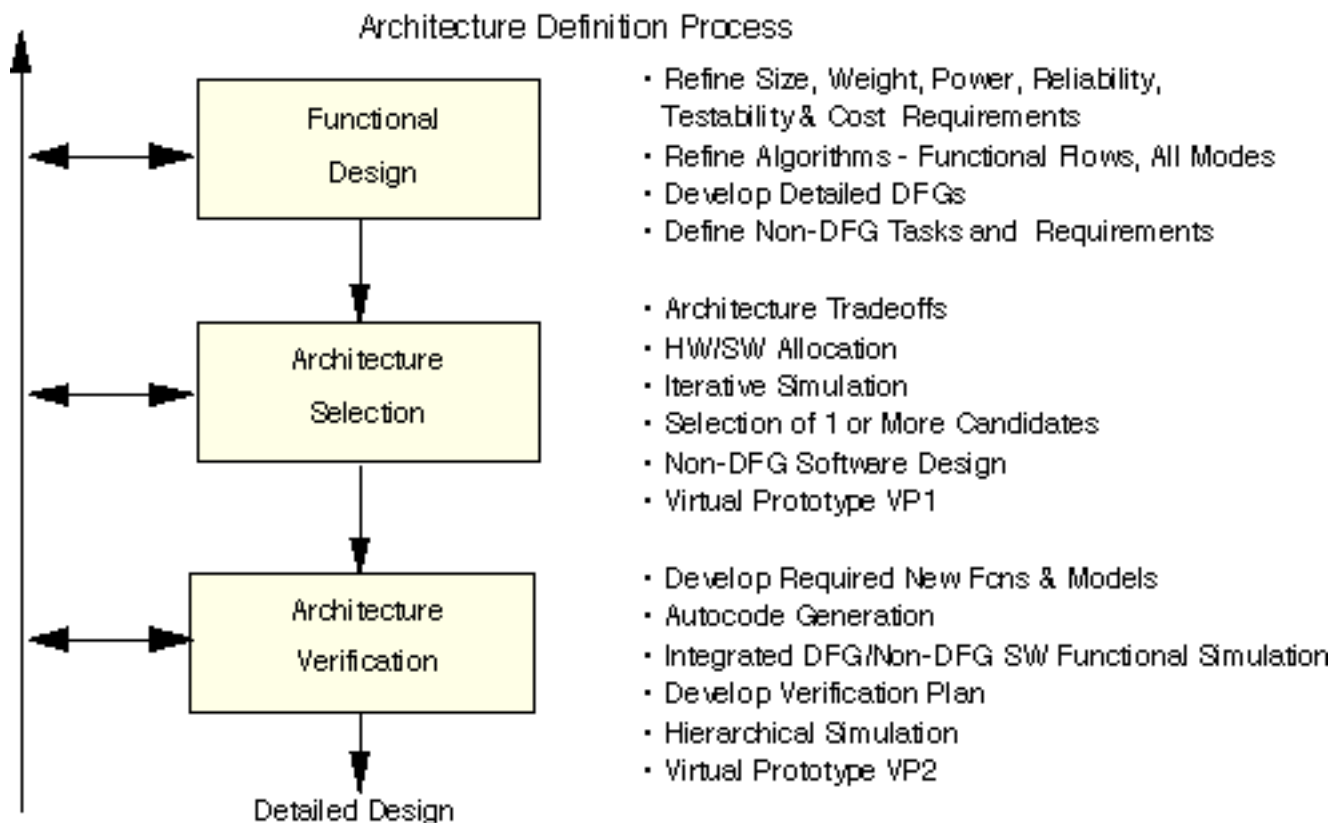 Architecture Definition Process
Functional
Design
· Refine Size, Weight, Power, Reliability,
Testability & Cost Requirements
· Refine Algorithms - Functional Flows, All Modes
· Develop Detailed DFGs
· Define Non-DFG Tasks and Requirements
Architecture
Selection
· Architecture Tradeoffs
· HW/SW Allocation
· Iterative Simulation
· Selection of 1 or More Candidates
· Non-DFG Software Design
· Virtual Prototype VP1
Architecture
Verification
· Develop Required New Fcns & Models
· Autocode Generation
· Integrated DFG/Non-DFG SW Functional Simulation
· Develop Verification Plan
· Hierarchical Simulation
· Virtual Prototype VP2
Detailed Design